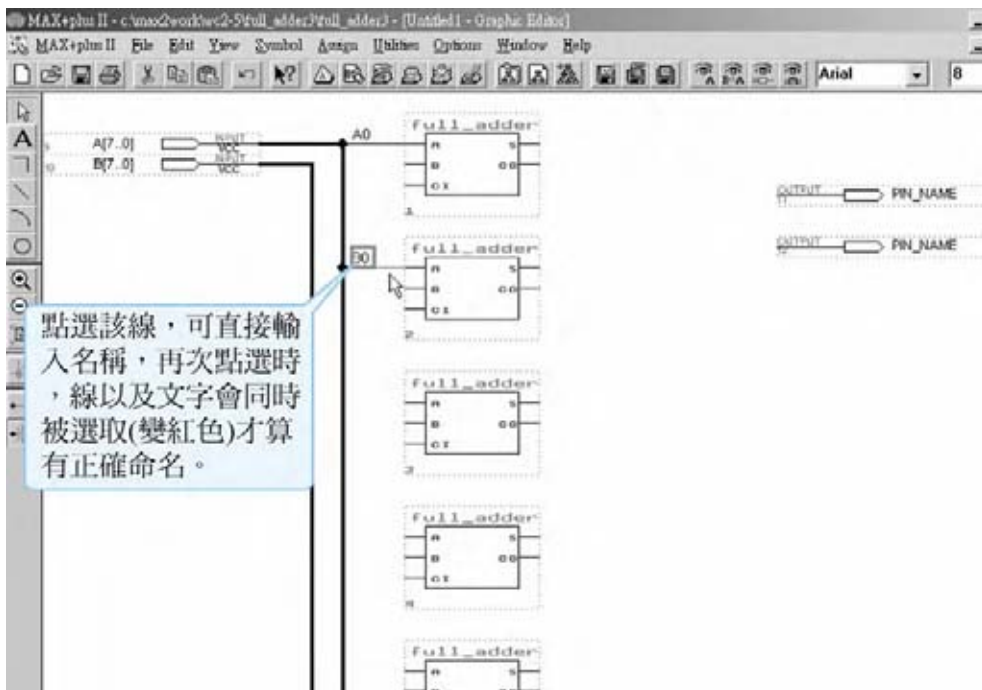 MAX+plus II - c:\max2work\wc2-5\full_adder3\full_adder3 - [Untitled1 - Graphic Editor]
MAX+plus II File Edit View Symbol Assign Utilities Options Window Help
Arial 8
A[7..0] INPUT VCC
B[7..0] INPUT VCC
A0
full_adder
A S
B CO
CI
1
OUTPUT PIN_NAME
OUTPUT PIN_NAME
full_adder
A S
B CO
CI
2
點選該線，可直接輸
入名稱，再次點選時
，線以及文字會同時
被選取(變紅色)才算
有正確命名。
full_adder
A S
B CO
CI
3
full_adder
A S
B CO
CI
full_adder
A S